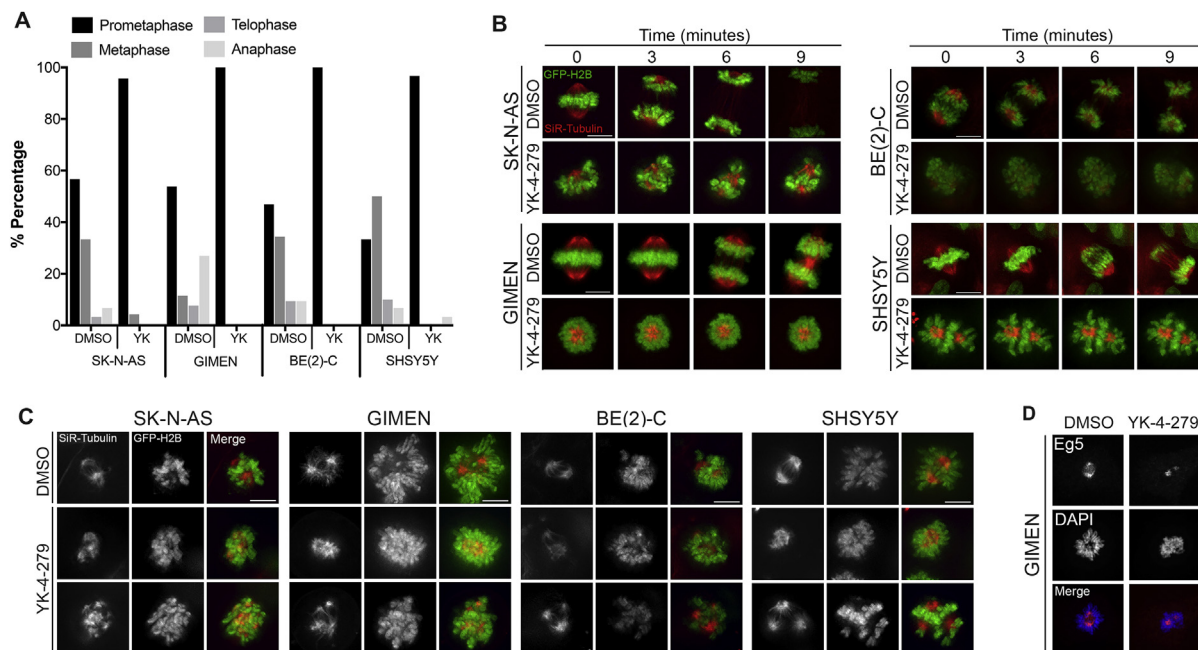 A
Prometaphase
Telophase
Metaphase
Anaphase
% Percentage
100
80
60
40
20
0
DMSO YK DMSO YK DMSO YK DMSO YK
SK-N-AS GIMEN BE(2)-C SHSY5Y
B
Time (minutes)
0 3 6 9
SK-N-AS
DMSO
GFP-H2B
SiR-Tubulin
YK-4-279
GIMEN
DMSO
YK-4-279
Time (minutes)
0 3 6 9
BE(2)-C
DMSO
YK-4-279
SHSY5Y
DMSO
YK-4-279
C
SK-N-AS GIMEN BE(2)-C SHSY5Y
SiR-Tubulin GFP-H2B Merge
DMSO
YK-4-279
D
DMSO YK-4-279
GIMEN
Eg5
DAPI
Merge